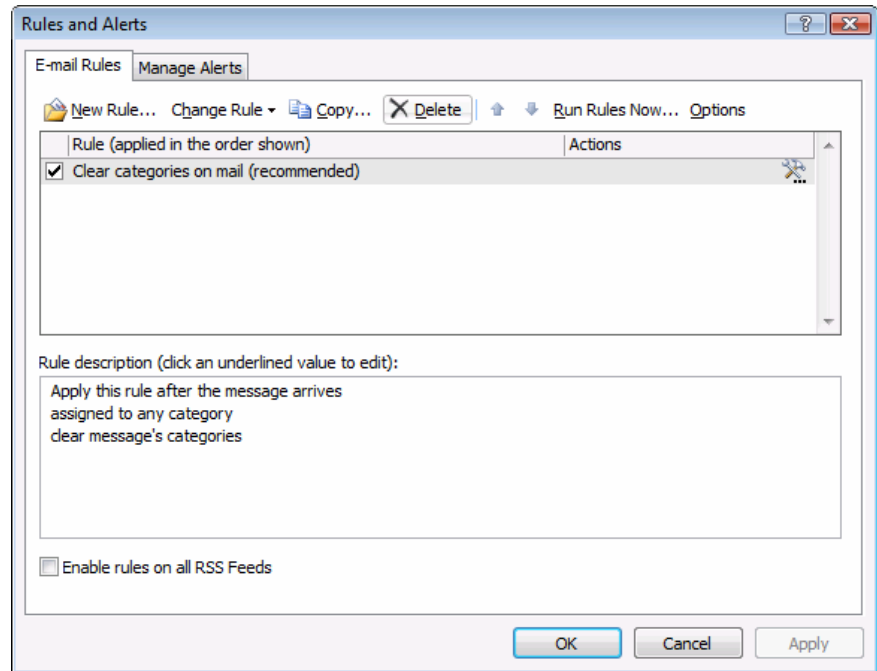 Rules and Alerts
E-mail Rules Manage Alerts
New Rule... Change Rule Copy... Delete Run Rules Now... Options
Rule (applied in the order shown) Actions
Clear categories on mail (recommended)
Rule description (click an underlined value to edit):
Apply this rule after the message arrives
assigned to any category
clear message's categories
Enable rules on all RSS Feeds
OK Cancel Apply